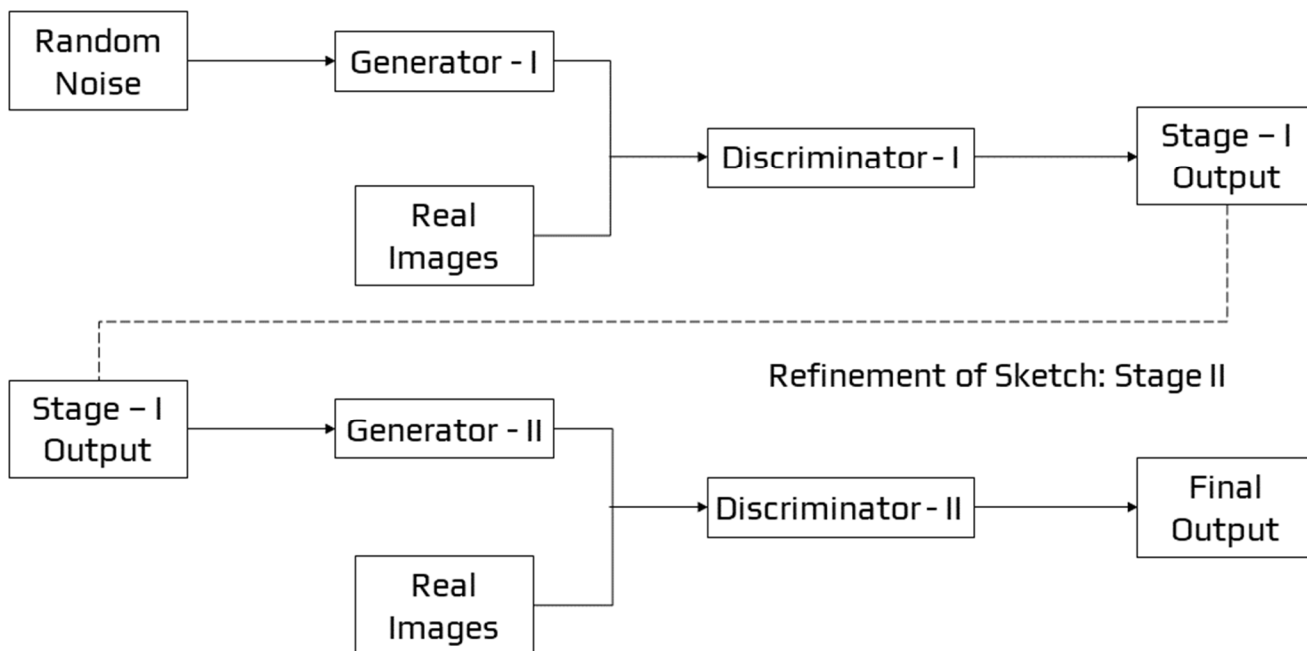 Random
Noise
Generator - I
Real
Images
Discriminator - I
Stage – I
Output
Refinement of Sketch: Stage II
Stage – I
Output
Generator - II
Real
Images
Discriminator - II
Final
Output